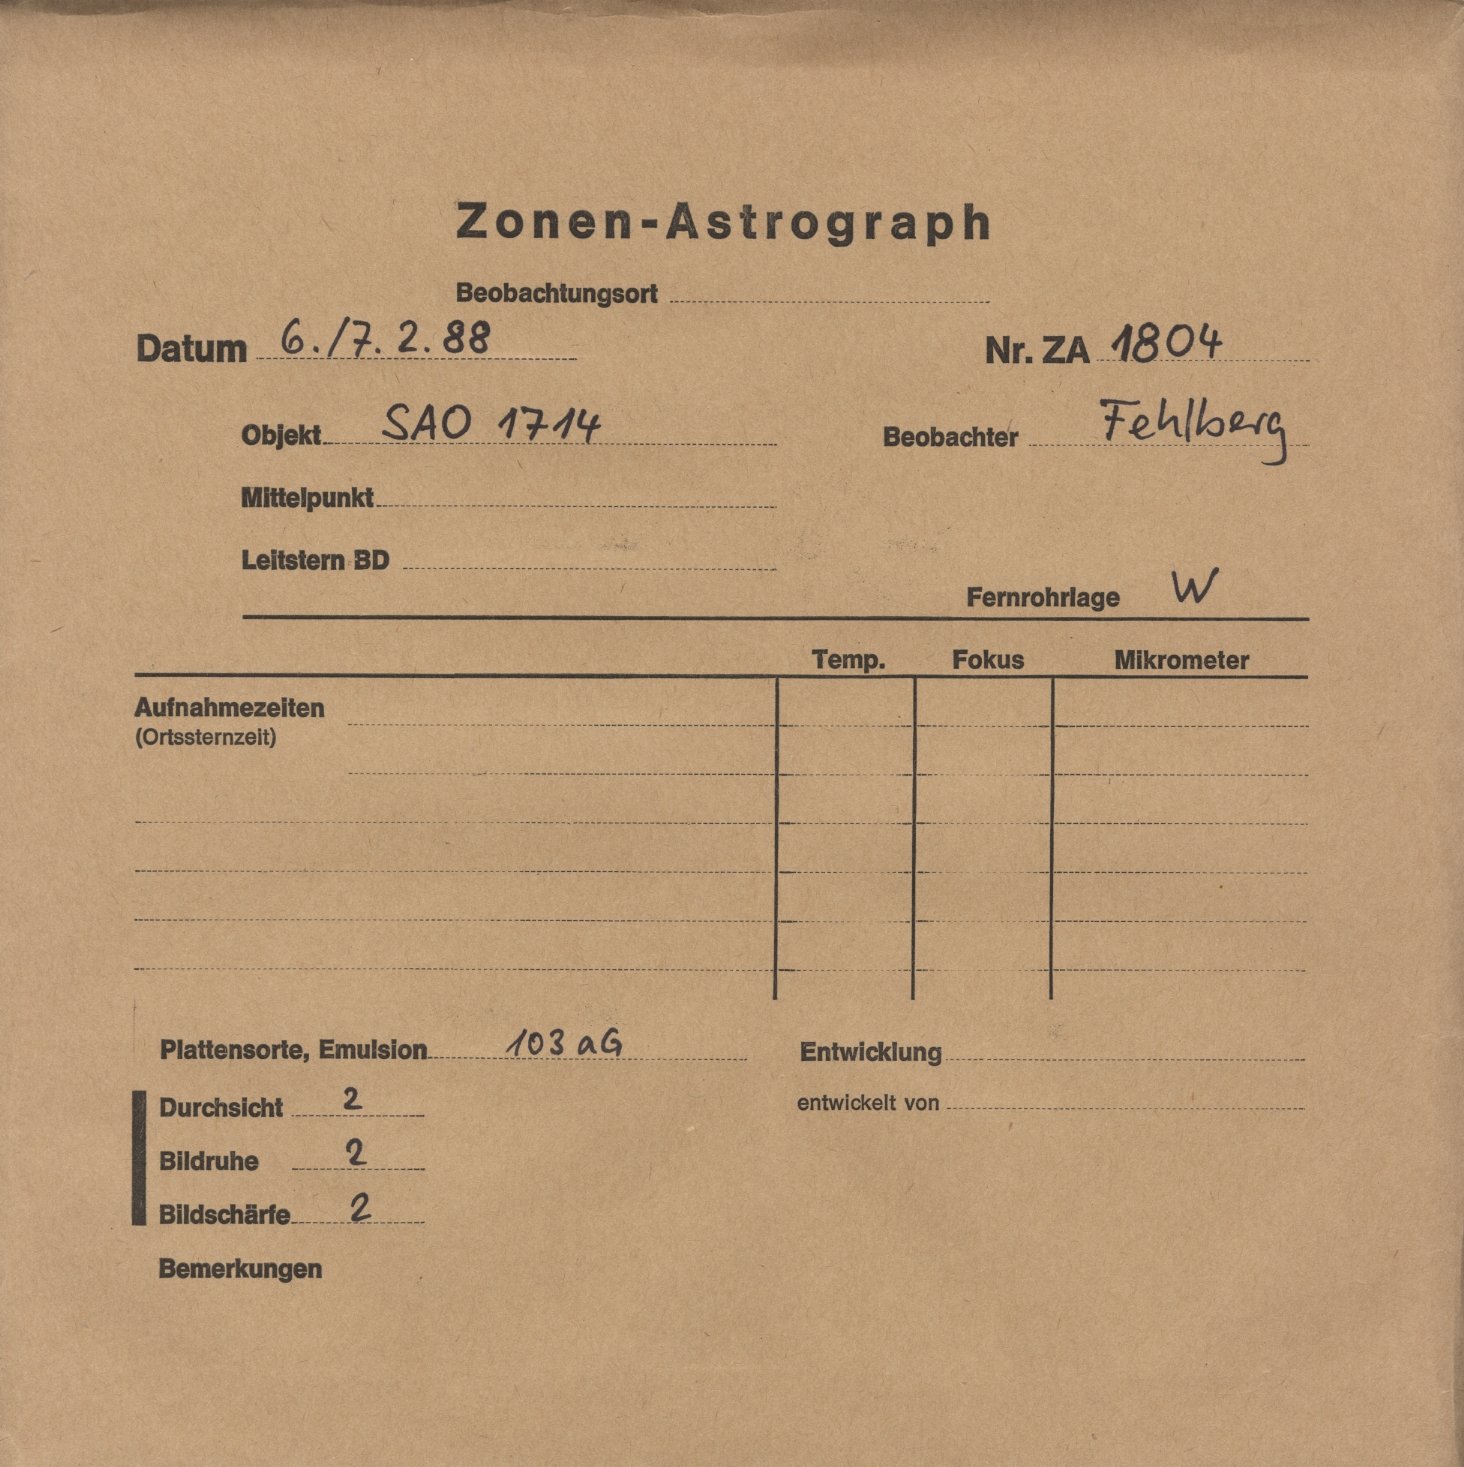 Zonen-Astrograph
Beobachtungsort
Datum 6./7. 2. 88 Nr. ZA 1804
Objekt SAO 1714 Beobachter Fehlberg
Mittelpunkt
Leitstern BD
Fernrohrlage W
Temp. Fokus Mikrometer
Aufnahmezeiten
(Ortssternzeit)
Plattensorte, Emulsion 103 aG Entwicklung
Durchsicht 2 entwickelt von
Bildruhe 2
Bildschärfe 2
Bemerkungen